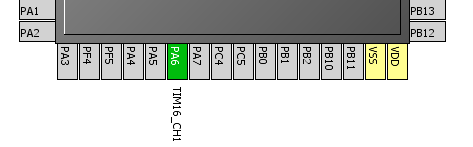 PA1
PA2
PB13
PB12
PA3
PF4
PF5
PA4
PA5
PA6
PA7
PC4
PC5
PB0
PB1
PB2
PB10
PB11
VSS
VDD
TIM16_CH1